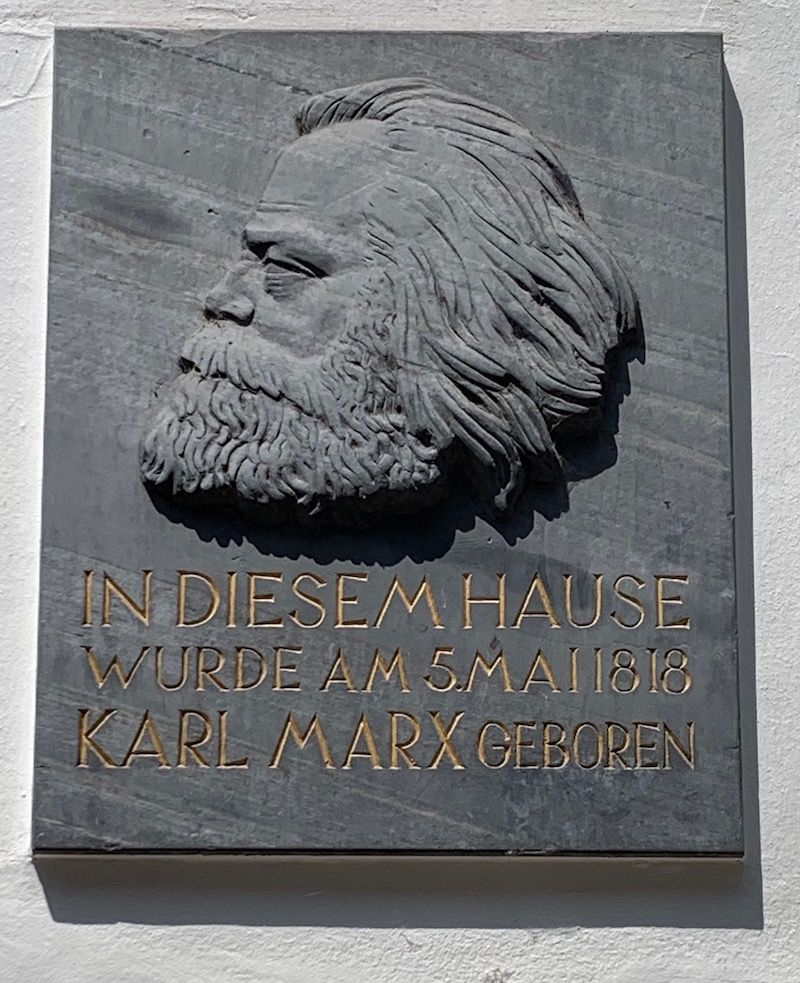 IN DIESEM HAUSE
WURDE AM 5. MAI 1818
KARL MARX GEBOREN